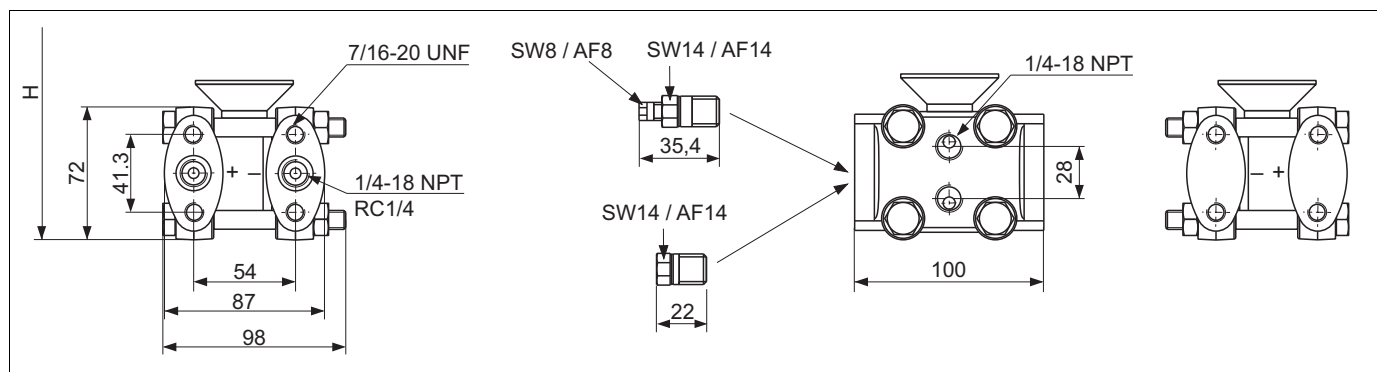 7/16-20 UNF
H
72
41.3
+ –
1/4-18 NPT
RC1/4
54
87
98
SW8 / AF8
SW14 / AF14
35,4
SW14 / AF14
22
1/4-18 NPT
28
100
– +